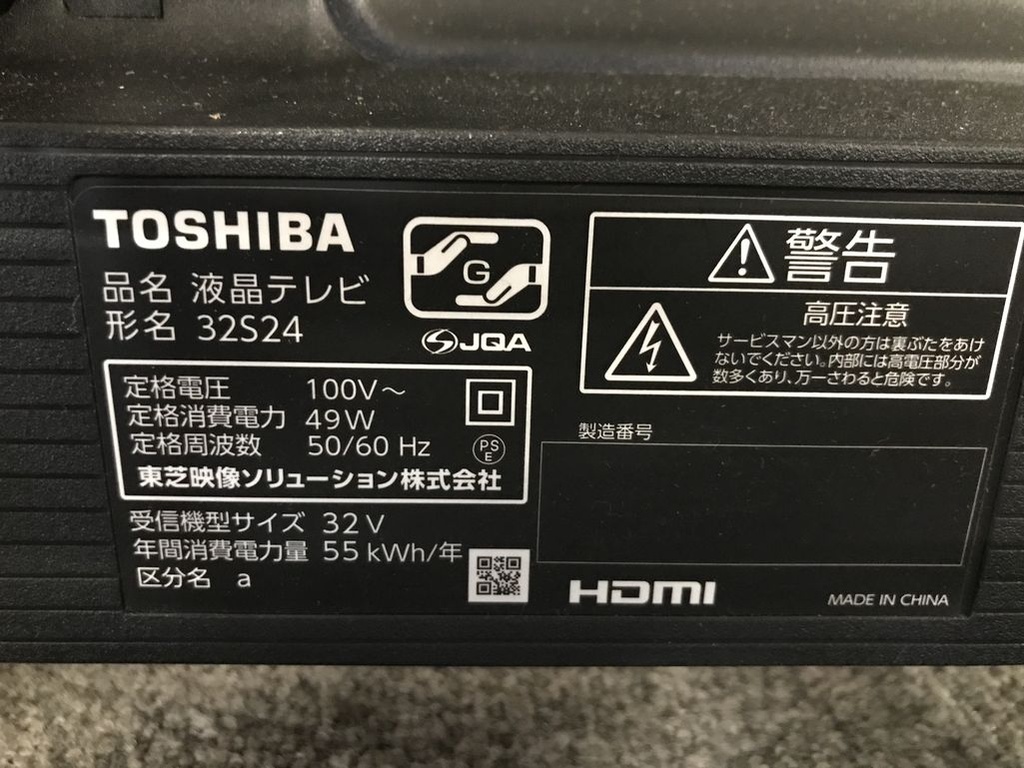 TOSHIBA
品名 液晶テレビ
形名 32S24
G
JQA
定格電圧 100V～
定格消費電力 49W
定格周波数 50/60 Hz
PS
E
東芝映像ソリューション株式会社
受信機型サイズ 32V
年間消費電力量 55 kWh/年
区分名 a
警告
高圧注意
サービスマン以外の方は裏ぶたをあけ
ないでください。内部には高電圧部分が
数多くあり、万一さわると危険です。
製造番号
HDMI
MADE IN CHINA